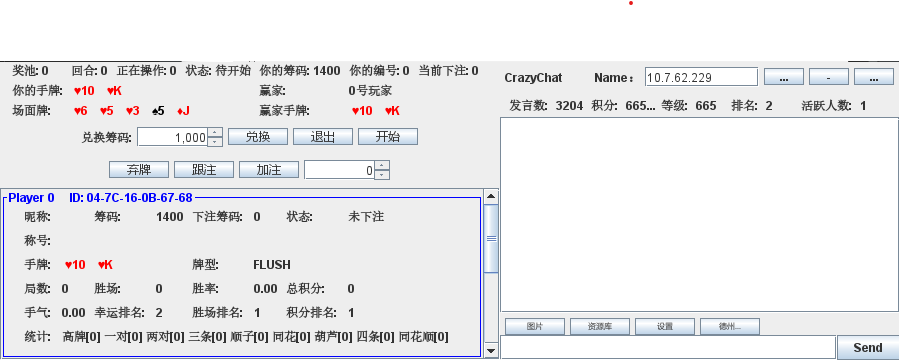 奖池: 0 回合: 0 正在操作: 0 状态: 待开始 你的筹码: 1400 你的编号: 0 当前下注: 0
你的手牌: ♥10 ♥K 赢家: 0号玩家
场面牌: ♥6 ♥5 ♥3 ♠5 ♦J 赢家手牌: ♥10 ♥K
兑换筹码: 1,000 兑换 退出 开始
弃牌 跟注 加注 0
Player 0 ID: 04-7C-16-0B-67-68
昵称: 筹码: 1400 下注筹码: 0 状态: 未下注
称号:
手牌: ♥10 ♥K 牌型: FLUSH
局数: 0 胜场: 0 胜率: 0.00 总积分: 0
手气: 0.00 幸运排名: 2 胜场排名: 1 积分排名: 1
统计: 高牌[0] 一对[0] 两对[0] 三条[0] 顺子[0] 同花[0] 葫芦[0] 四条[0] 同花顺[0]
CrazyChat Name： 10.7.62.229 ... - ...
发言数: 3204 积分: 665... 等级: 665 排名: 2 活跃人数: 1
图片 资源库 设置 德州...
Send